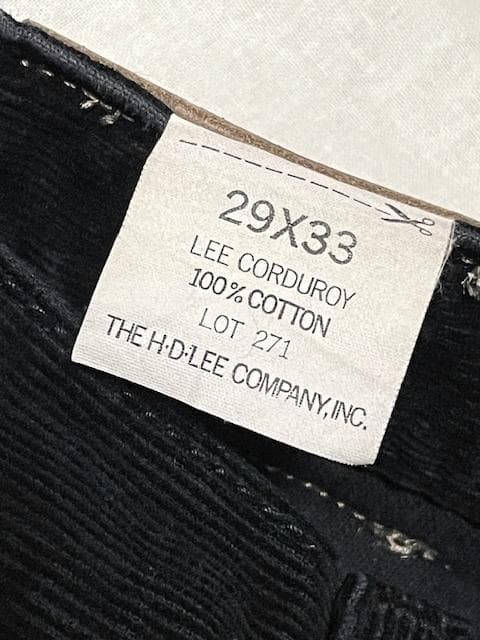 29X33
LEE CORDUROY
100% COTTON
LOT 271
THE H·D·LEE COMPANY, INC.